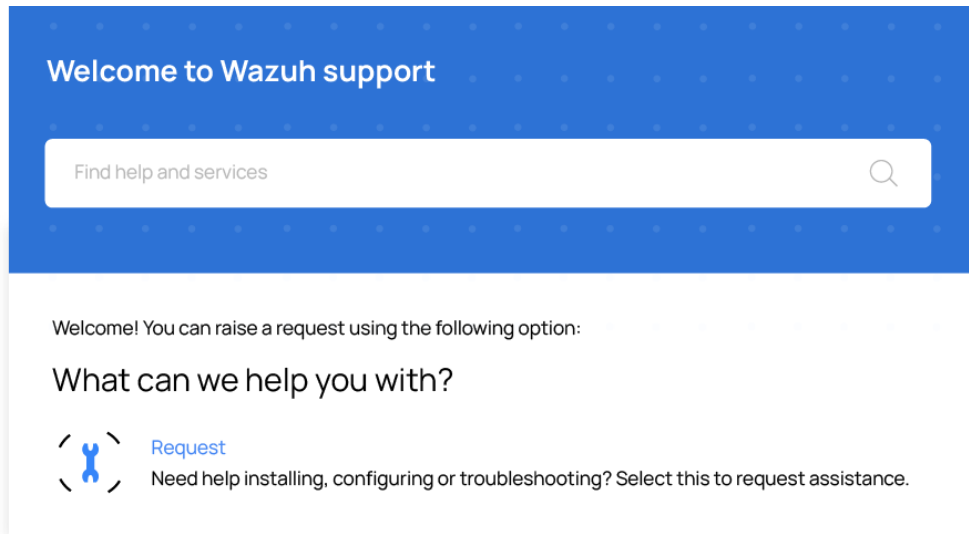 Welcome to Wazuh support
Find help and services
Welcome! You can raise a request using the following option:
What can we help you with?
Request
Need help installing, configuring or troubleshooting? Select this to request assistance.